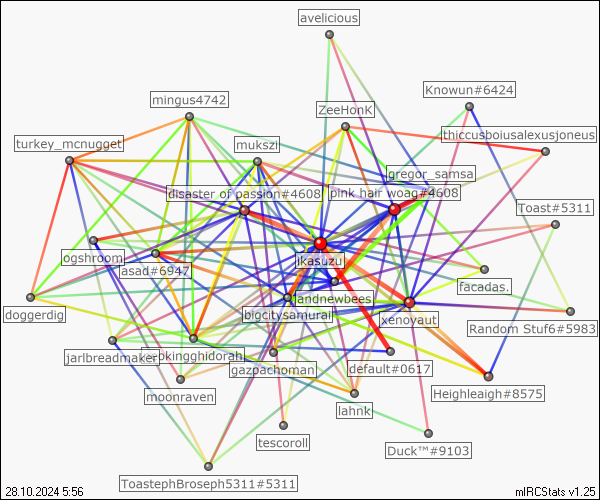 avelicious
Knowun#6424
mingus4742
ZeeHonK
thiccusboiusalexusjoneus
turkey_mcnugget
mukszi
gregor_samsa
disaster of passion#4608
pink hair woag#4608
Toast#5311
ogshroom
ikasuzu
asad#6947
facadas.
landnewbees
doggerdig
bigcitysamurai
xenovaut
Random Stuf6#5983
jarlbreadmaker
gazpachoman
default#0617
moonraven
Heighleaigh#8575
lahnk
tescoroll
Duck™#9103
ToastephBroseph5311#5311
28.10.2024 5:56
mIRCStats v1.25